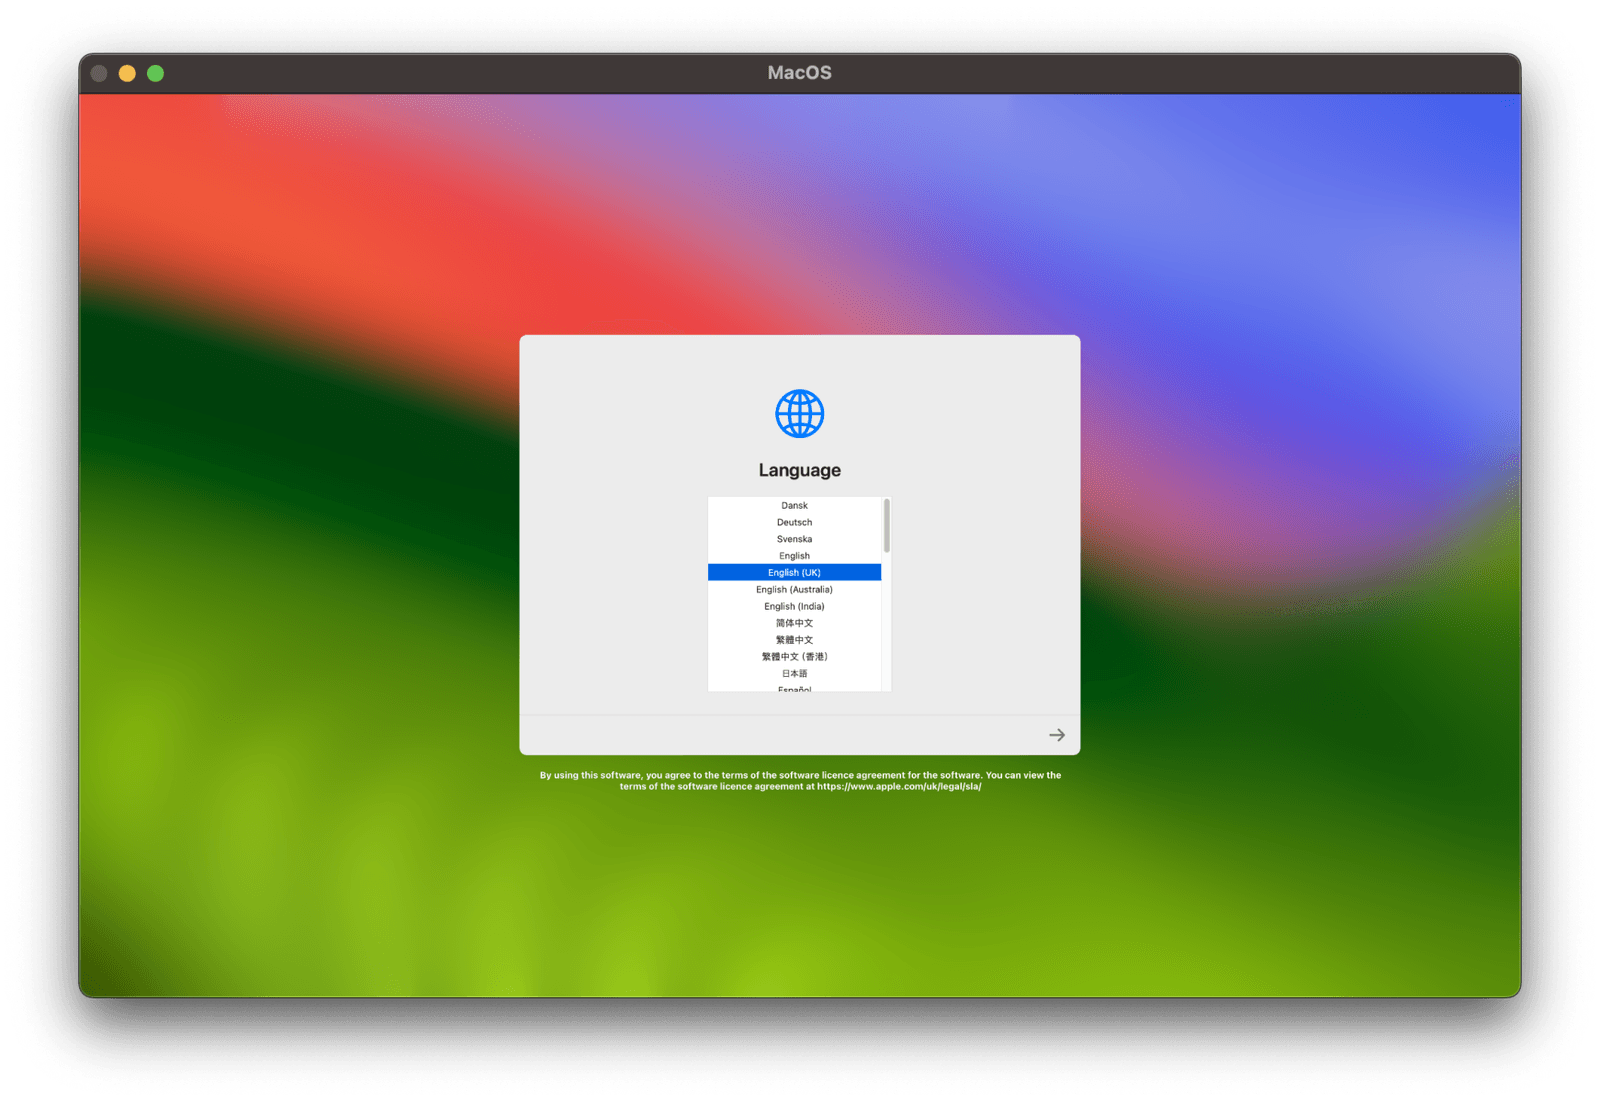 MacOS
Language
Dansk
Deutsch
Svenska
English
English (UK)
English (Australia)
English (India)
简体中文
繁體中文
繁體中文 (香港)
日本語
Español
By using this software, you agree to the terms of the software licence agreement for the software. You can view the
terms of the software licence agreement at https://www.apple.com/uk/legal/sla/